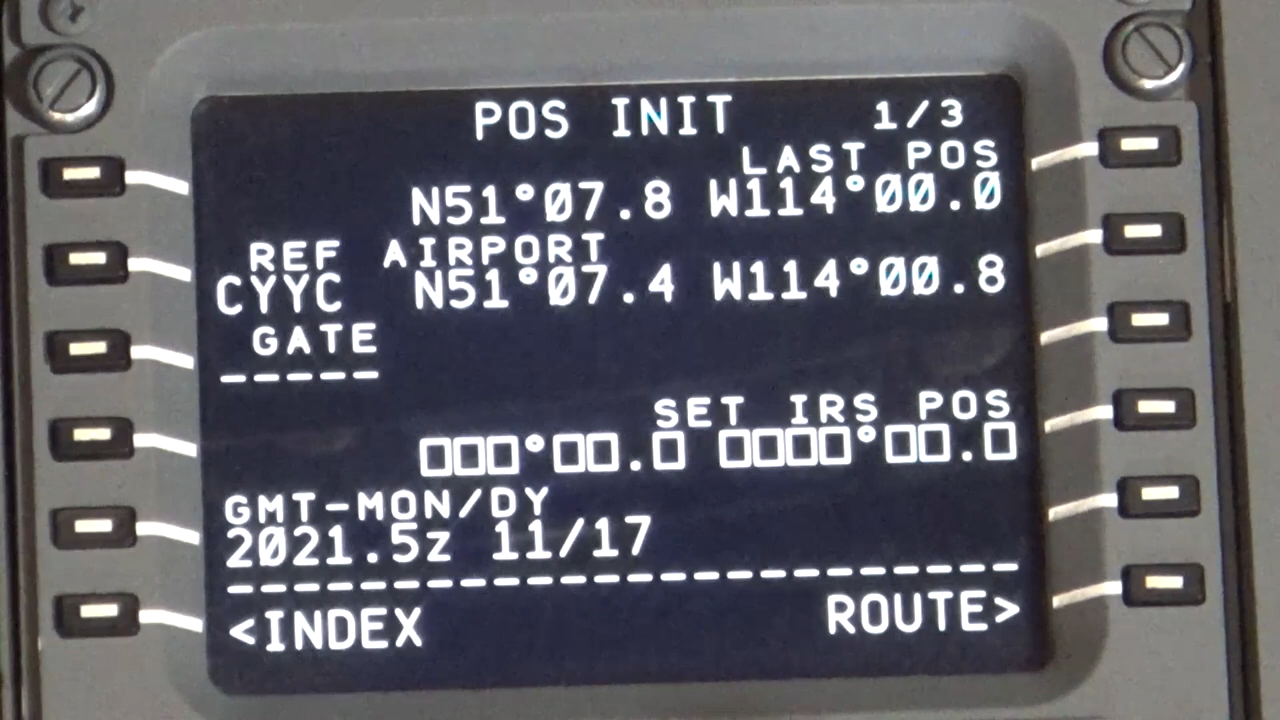 POS INIT 1/3
LAST POS
N51°07.8 W114°00.0
REF AIRPORT
CYYC N51°07.4 W114°00.8
GATE
-----
SET IRS POS
□□□°□□.□ □□□□°□□.□
GMT-MON/DY
2021.5z 11/17
------------------------
<INDEX ROUTE>